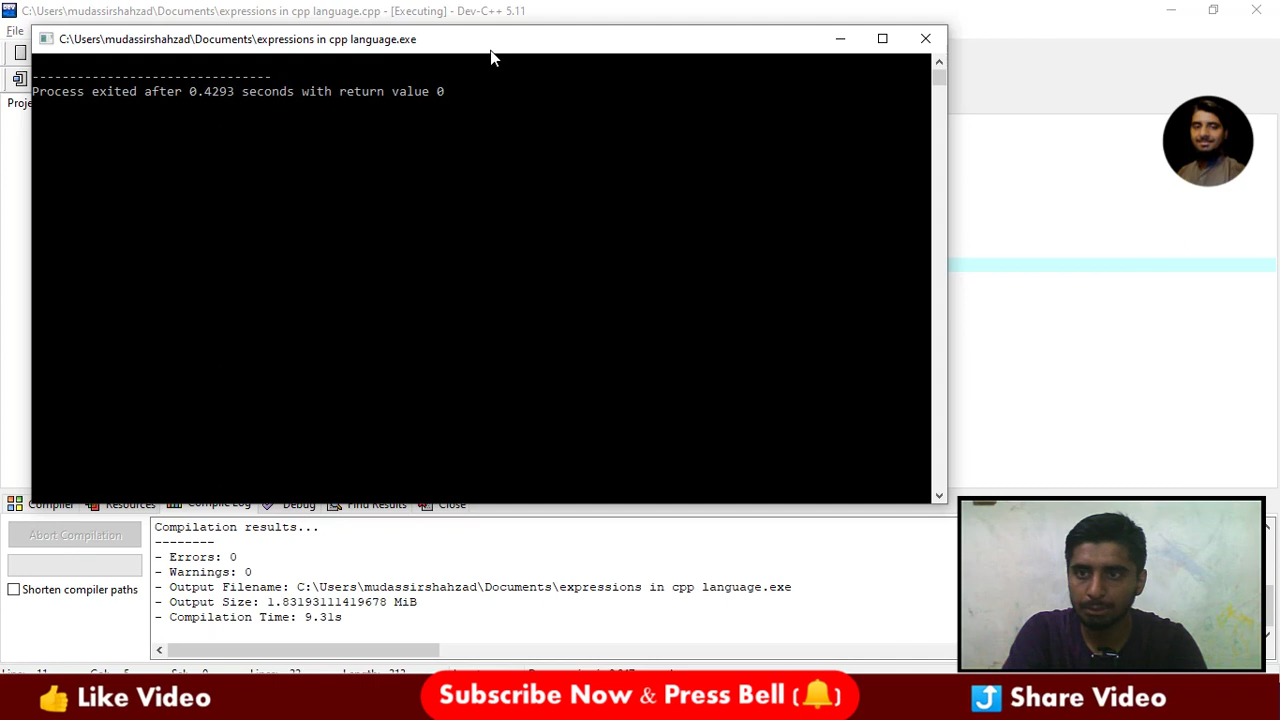 C:\Users\mudassirshahzad\Documents\expressions in cpp language.cpp - [Executing] - Dev-C++ 5.11
File
C:\Users\mudassirshahzad\Documents\expressions in cpp language.exe
--------------------------------
Process exited after 0.4293 seconds with return value 0
Proje
Compiler Resources Compile Log Debug Find Results Close
Abort Compilation
Shorten compiler paths
Compilation results...
--------
- Errors: 0
- Warnings: 0
- Output Filename: C:\Users\mudassirshahzad\Documents\expressions in cpp language.exe
- Output Size: 1.83193111419678 MiB
- Compilation Time: 9.31s
Like Video
Subscribe Now & Press Bell (🔔)
Share Video